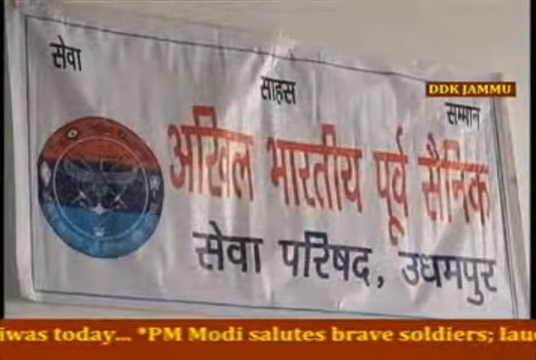 सेवा
साहस
सम्मान
DDK JAMMU
अखिल भारतीय पूर्व सैनिक
सेवा परिषद, उधमपुर
iwas today... *PM Modi salutes brave soldiers; lau